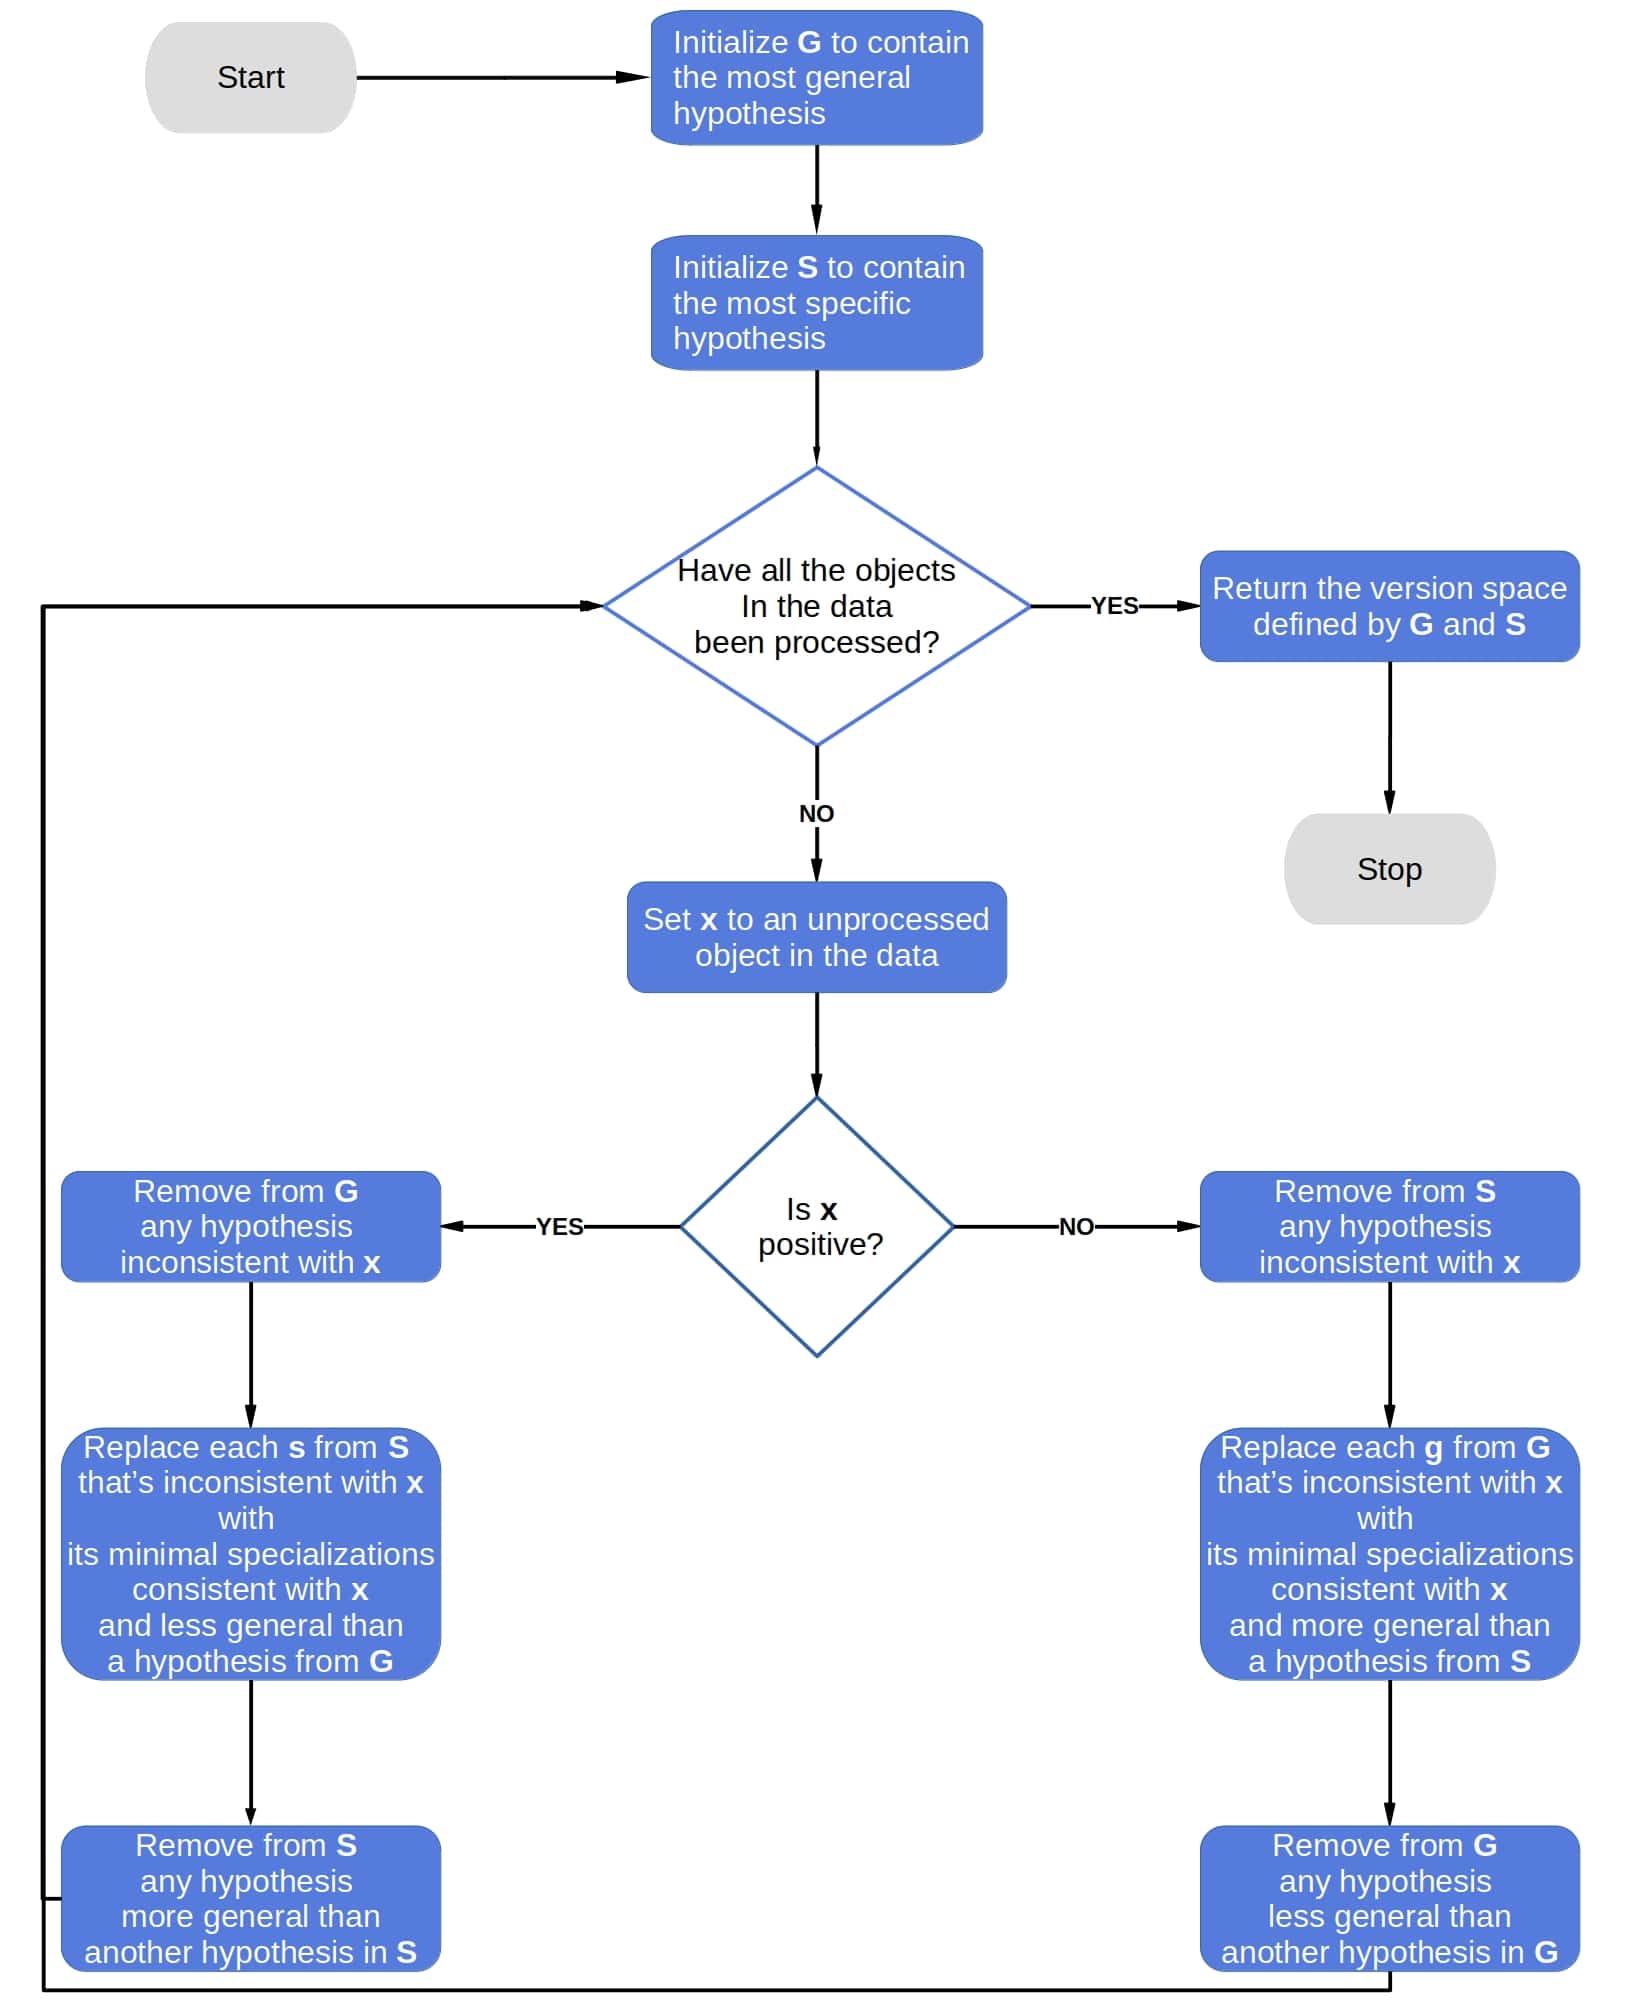 Start
Initialize G to contain
the most general
hypothesis
Initialize S to contain
the most specific
hypothesis
Have all the objects
In the data
been processed?
YES
Return the version space
defined by G and S
NO
Stop
Set x to an unprocessed
object in the data
Is x
positive?
YES
NO
Remove from G
any hypothesis
inconsistent with x
Remove from S
any hypothesis
inconsistent with x
Replace each s from S
that’s inconsistent with x
with
its minimal specializations
consistent with x
and less general than
a hypothesis from G
Replace each g from G
that’s inconsistent with x
with
its minimal specializations
consistent with x
and more general than
a hypothesis from S
Remove from S
any hypothesis
more general than
another hypothesis in S
Remove from G
any hypothesis
less general than
another hypothesis in G